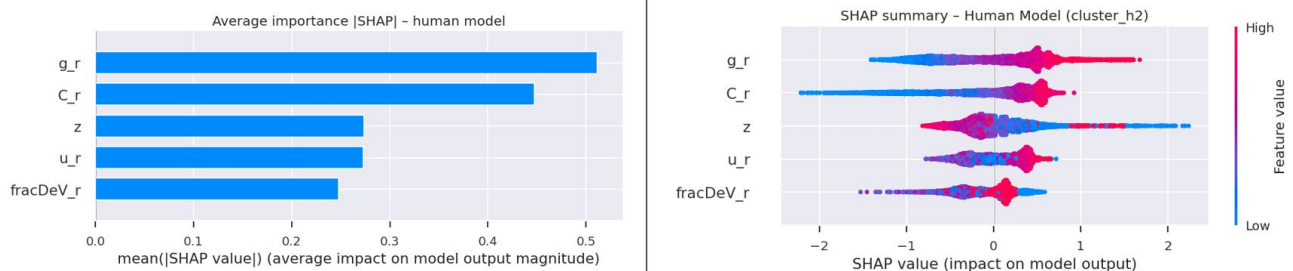 Average importance |SHAP| – human model
g_r
C_r
z
u_r
fracDeV_r
0.0 0.1 0.2 0.3 0.4 0.5
mean(|SHAP value|) (average impact on model output magnitude)
SHAP summary – Human Model (cluster_h2)
g_r
C_r
z
u_r
fracDeV_r
−2 −1 0 1 2
SHAP value (impact on model output)
High
Feature value
Low